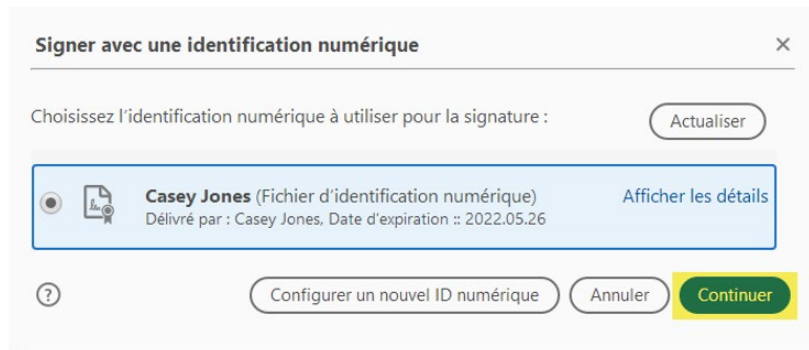 Signer avec une identification numérique
Choisissez l'identification numérique à utiliser pour la signature :
Actualiser
Casey Jones (Fichier d'identification numérique)
Afficher les détails
Délivré par : Casey Jones, Date d'expiration :: 2022.05.26
?
Configurer un nouvel ID numérique
Annuler
Continuer